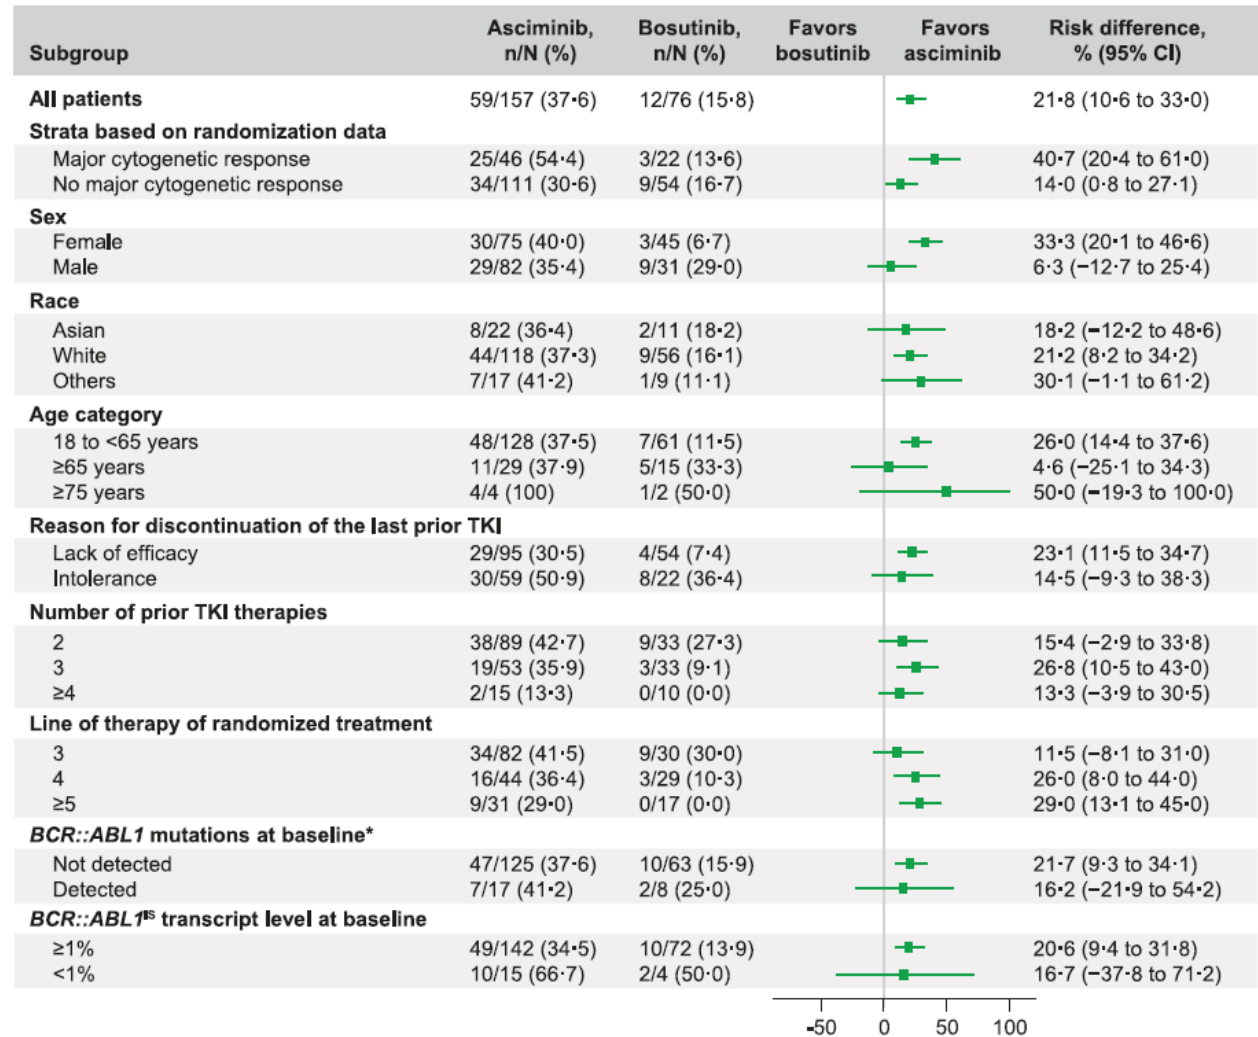 Subgroup Asciminib, n/N (%) Bosutinib, n/N (%) Favors bosutinib Favors asciminib Risk difference, % (95% CI)
All patients 59/157 (37·6) 12/76 (15·8) 21·8 (10·6 to 33·0)
Strata based on randomization data
Major cytogenetic response 25/46 (54·4) 3/22 (13·6) 40·7 (20·4 to 61·0)
No major cytogenetic response 34/111 (30·6) 9/54 (16·7) 14·0 (0·8 to 27·1)
Sex
Female 30/75 (40·0) 3/45 (6·7) 33·3 (20·1 to 46·6)
Male 29/82 (35·4) 9/31 (29·0) 6·3 (−12·7 to 25·4)
Race
Asian 8/22 (36·4) 2/11 (18·2) 18·2 (−12·2 to 48·6)
White 44/118 (37·3) 9/56 (16·1) 21·2 (8·2 to 34·2)
Others 7/17 (41·2) 1/9 (11·1) 30·1 (−1·1 to 61·2)
Age category
18 to <65 years 48/128 (37·5) 7/61 (11·5) 26·0 (14·4 to 37·6)
≥65 years 11/29 (37·9) 5/15 (33·3) 4·6 (−25·1 to 34·3)
≥75 years 4/4 (100) 1/2 (50·0) 50·0 (−19·3 to 100·0)
Reason for discontinuation of the last prior TKI
Lack of efficacy 29/95 (30·5) 4/54 (7·4) 23·1 (11·5 to 34·7)
Intolerance 30/59 (50·9) 8/22 (36·4) 14·5 (−9·3 to 38·3)
Number of prior TKI therapies
2 38/89 (42·7) 9/33 (27·3) 15·4 (−2·9 to 33·8)
3 19/53 (35·9) 3/33 (9·1) 26·8 (10·5 to 43·0)
≥4 2/15 (13·3) 0/10 (0·0) 13·3 (−3·9 to 30·5)
Line of therapy of randomized treatment
3 34/82 (41·5) 9/30 (30·0) 11·5 (−8·1 to 31·0)
4 16/44 (36·4) 3/29 (10·3) 26·0 (8·0 to 44·0)
≥5 9/31 (29·0) 0/17 (0·0) 29·0 (13·1 to 45·0)
BCR::ABL1 mutations at baseline*
Not detected 47/125 (37·6) 10/63 (15·9) 21·7 (9·3 to 34·1)
Detected 7/17 (41·2) 2/8 (25·0) 16·2 (−21·9 to 54·2)
BCR::ABL1IS transcript level at baseline
≥1% 49/142 (34·5) 10/72 (13·9) 20·6 (9·4 to 31·8)
<1% 10/15 (66·7) 2/4 (50·0) 16·7 (−37·8 to 71·2)
-50 0 50 100